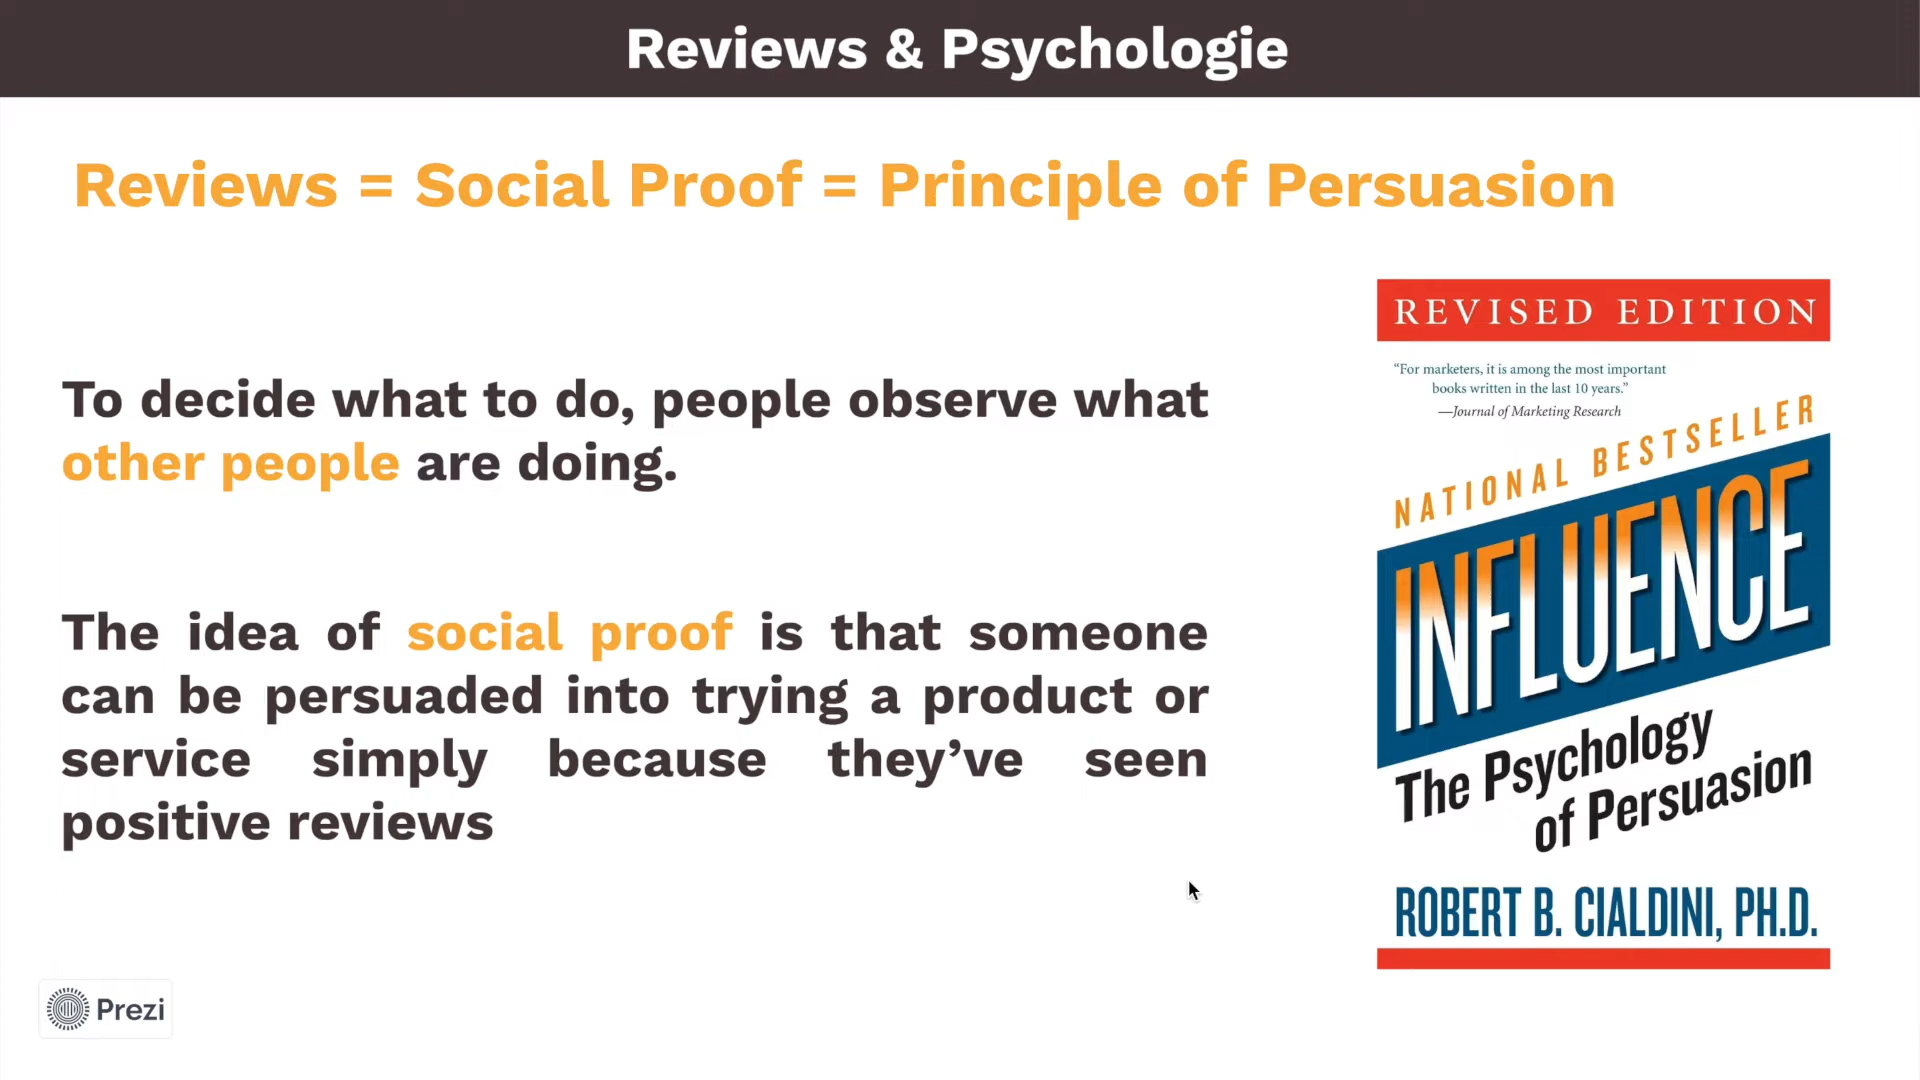 Reviews & Psychologie
Reviews = Social Proof = Principle of Persuasion
To decide what to do, people observe what
other people are doing.
The idea of social proof is that someone
can be persuaded into trying a product or
service simply because they’ve seen
positive reviews
REVISED EDITION
“For marketers, it is among the most important
books written in the last 10 years.”
—Journal of Marketing Research
NATIONAL BESTSELLER
INFLUENCE
The Psychology
of Persuasion
ROBERT B. CIALDINI, PH.D.
Prezi